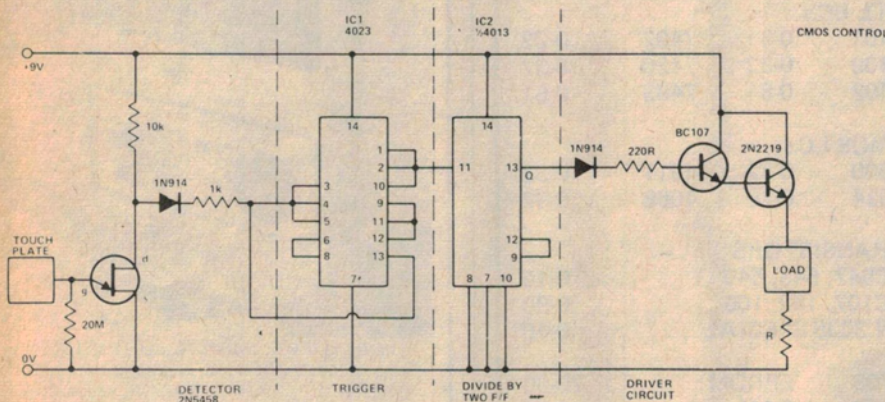 IC1
4023
IC2
½4013
CMOS CONTROL
+9V
10k
14
14
1
2
10
3
4
5
9
11
12
6
8
13
7
11
13
Q
12
9
8
7
10
1N914
1k
1N914
220R
BC107
2N2219
TOUCH
PLATE
d
g
20M
LOAD
R
0V
DETECTOR
2N5458
TRIGGER
DIVIDE BY
TWO F/F
DRIVER
CIRCUIT